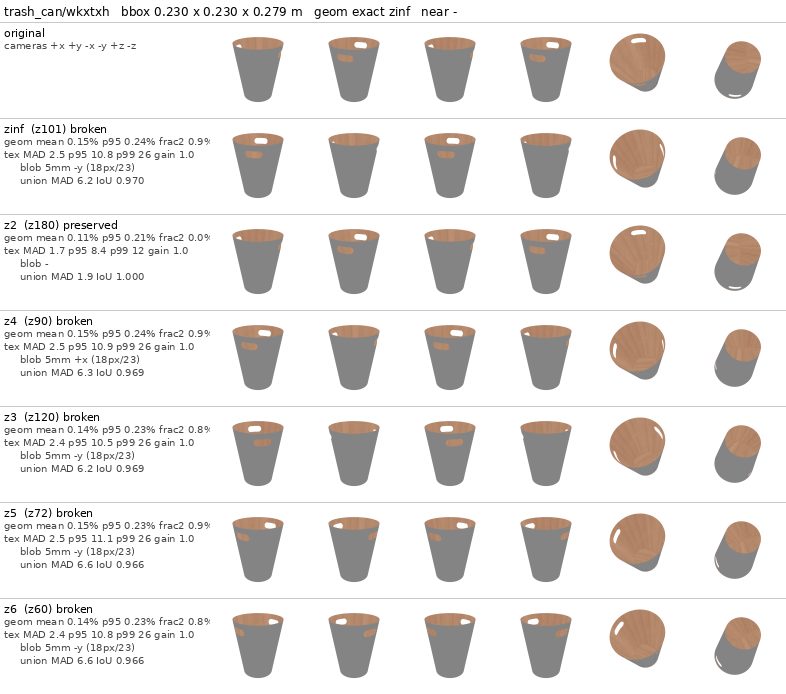 trash_can/wkxtxh   bbox 0.230 x 0.230 x 0.279 m   geom exact zinf   near -
original
cameras +x +y -x -y +z -z
zinf  (z101) broken
geom mean 0.15% p95 0.24% frac2 0.9%
tex MAD 2.5 p95 10.8 p99 26 gain 1.0
blob 5mm -y (18px/23)
union MAD 6.2 IoU 0.970
z2  (z180) preserved
geom mean 0.11% p95 0.21% frac2 0.0%
tex MAD 1.7 p95 8.4 p99 12 gain 1.0
blob -
union MAD 1.9 IoU 1.000
z4  (z90) broken
geom mean 0.15% p95 0.24% frac2 0.9%
tex MAD 2.5 p95 10.9 p99 26 gain 1.0
blob 5mm +x (18px/23)
union MAD 6.3 IoU 0.969
z3  (z120) broken
geom mean 0.14% p95 0.23% frac2 0.8%
tex MAD 2.4 p95 10.5 p99 26 gain 1.0
blob 5mm -y (18px/23)
union MAD 6.2 IoU 0.969
z5  (z72) broken
geom mean 0.15% p95 0.23% frac2 0.9%
tex MAD 2.5 p95 11.1 p99 26 gain 1.0
blob 5mm -y (18px/23)
union MAD 6.6 IoU 0.966
z6  (z60) broken
geom mean 0.14% p95 0.23% frac2 0.8%
tex MAD 2.4 p95 10.8 p99 26 gain 1.0
blob 5mm -y (18px/23)
union MAD 6.6 IoU 0.966